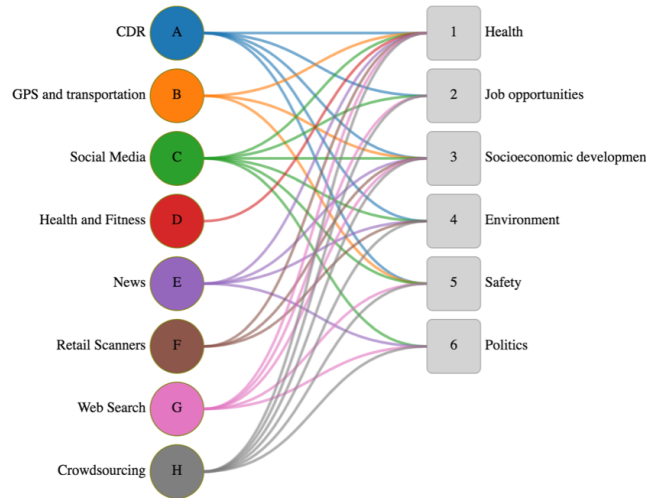 CDR A 1 Health
GPS and transportation B 2 Job opportunities
Social Media C 3 Socioeconomic developmen
Health and Fitness D 4 Environment
News E 5 Safety
Retail Scanners F 6 Politics
Web Search G
Crowdsourcing H